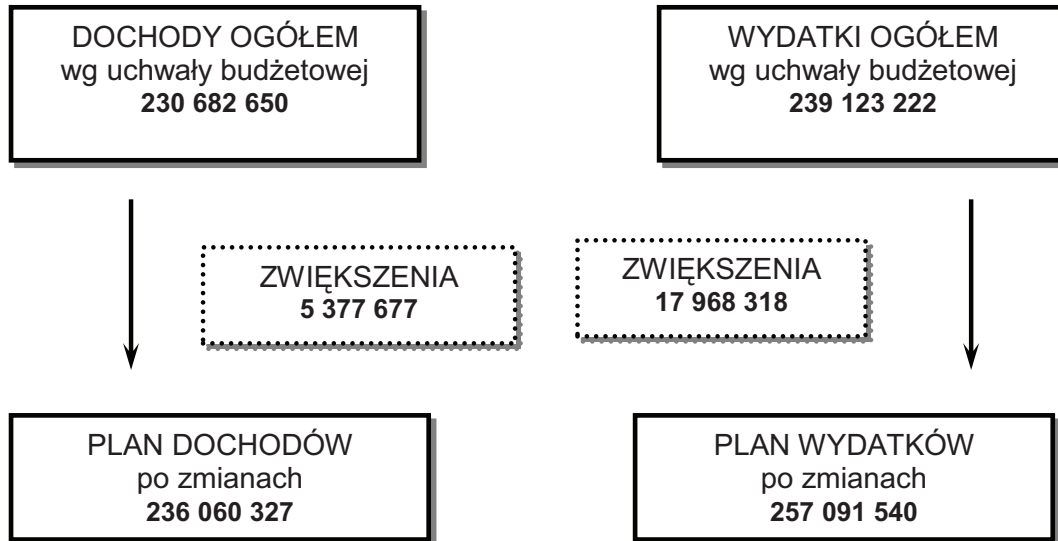 DOCHODY OGÓŁEM
wg uchwały budżetowej
230 682 650
WYDATKI OGÓŁEM
wg uchwały budżetowej
239 123 222
ZWIĘKSZENIA
5 377 677
ZWIĘKSZENIA
17 968 318
PLAN DOCHODÓW
po zmianach
236 060 327
PLAN WYDATKÓW
po zmianach
257 091 540